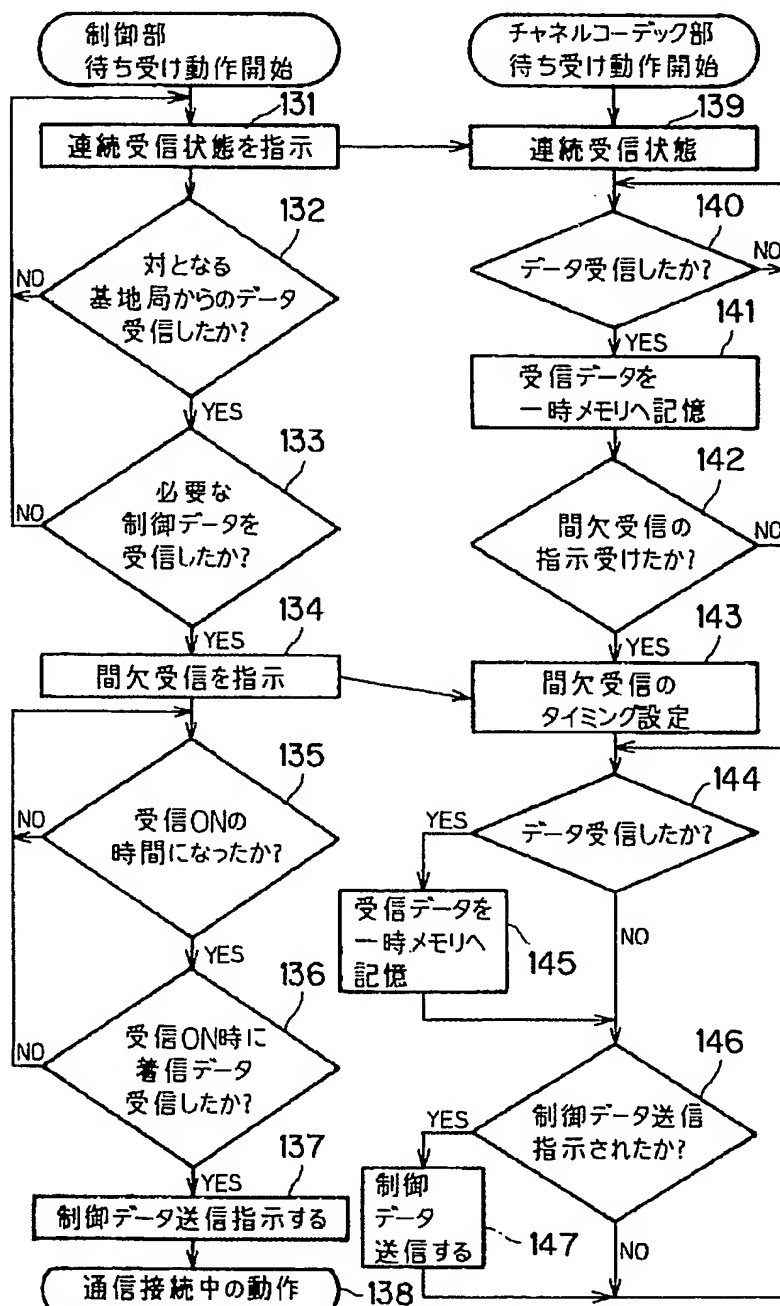 制御部
待ち受け動作開始
131
連続受信状態を指示
132
対となる
基地局からのデータ
受信したか?
NO
YES
133
必要な
制御データを
受信したか?
NO
YES
134
間欠受信を指示
135
受信ONの
時間になったか?
NO
YES
136
受信ON時に
着信データ
受信したか?
NO
YES
137
制御データ送信指示する
通信接続中の動作
138
チャネルコーデック部
待ち受け動作開始
139
連続受信状態
140
データ受信したか?
NO
YES
141
受信データを
一時メモリへ記憶
142
間欠受信の
指示受けたか?
NO
YES
143
間欠受信の
タイミング設定
144
データ受信したか?
YES
NO
受信データを
一時メモリへ
記憶
145
146
制御データ送信
指示されたか?
YES
NO
制御
データ
送信する
147